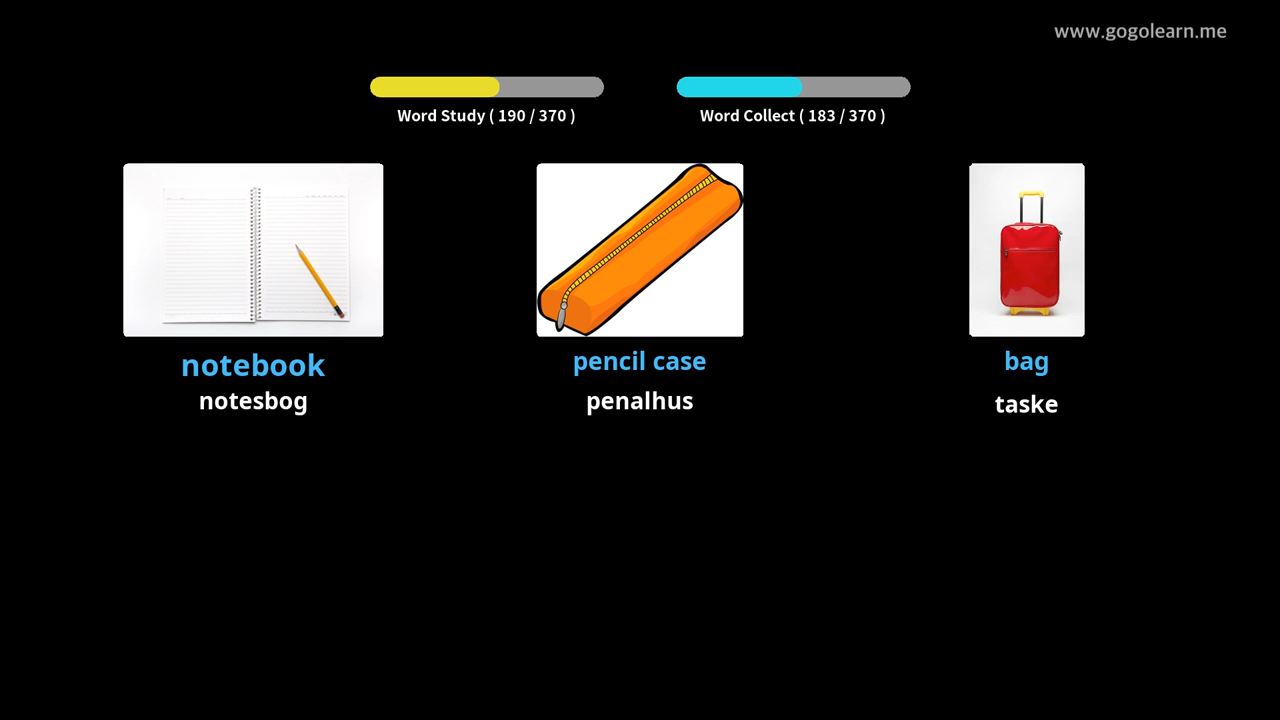 www.gogolearn.me
Word Study ( 190 / 370 )
Word Collect ( 183 / 370 )
notebook
notesbog
pencil case
penalhus
bag
taske